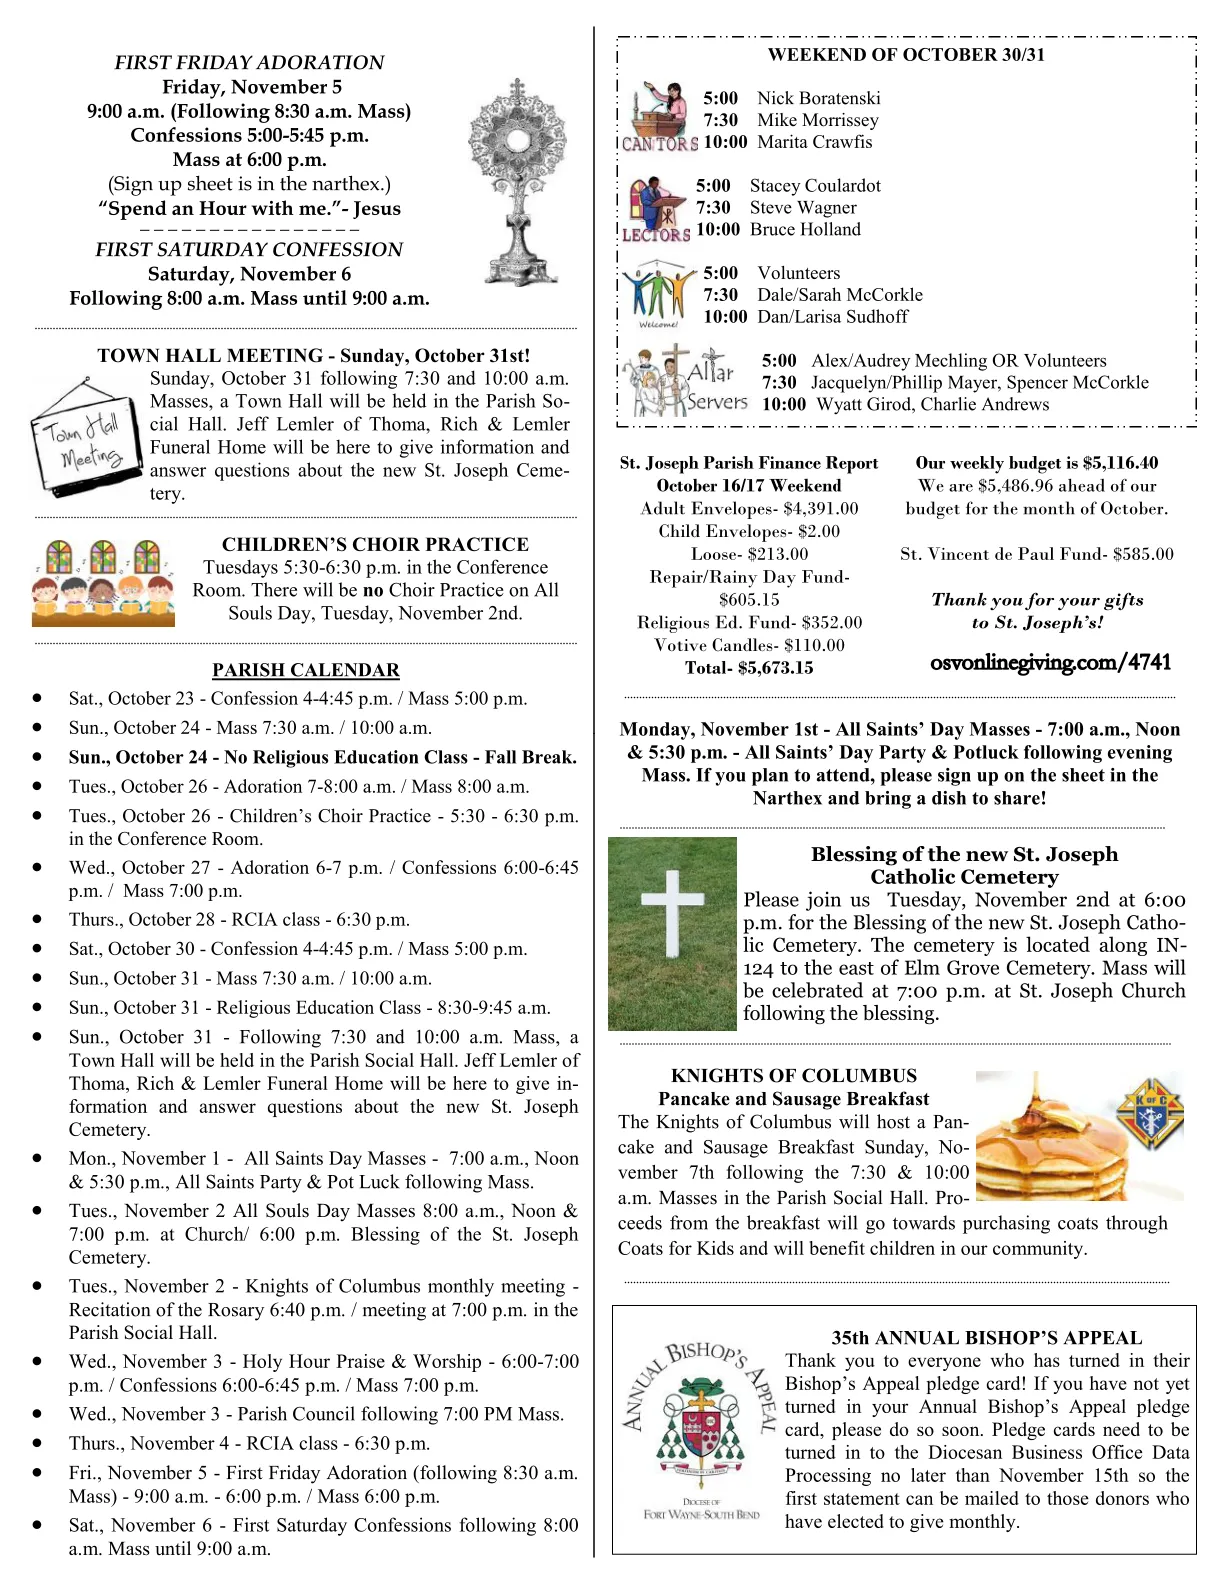 FIRST FRIDAY ADORATION
Friday, November 5
9:00 a.m. (Following 8:30 a.m. Mass)
Confessions 5:00-5:45 p.m.
Mass at 6:00 p.m.
(Sign up sheet is in the narthex.)
“Spend an Hour with me.”- Jesus
_ _ _ _ _ _ _ _ _ _ _ _ _ _ _ _
FIRST SATURDAY CONFESSION
Saturday, November 6
Following 8:00 a.m. Mass until 9:00 a.m.
TOWN HALL MEETING - Sunday, October 31st!
Town Hall
Meeting
Sunday, October 31 following 7:30 and 10:00 a.m.
Masses, a Town Hall will be held in the Parish So-
cial Hall. Jeff Lemler of Thoma, Rich & Lemler
Funeral Home will be here to give information and
answer questions about the new St. Joseph Ceme-
tery.
CHILDREN’S CHOIR PRACTICE
Tuesdays 5:30-6:30 p.m. in the Conference
Room. There will be no Choir Practice on All
Souls Day, Tuesday, November 2nd.
PARISH CALENDAR
• Sat., October 23 - Confession 4-4:45 p.m. / Mass 5:00 p.m.
• Sun., October 24 - Mass 7:30 a.m. / 10:00 a.m.
• Sun., October 24 - No Religious Education Class - Fall Break.
• Tues., October 26 - Adoration 7-8:00 a.m. / Mass 8:00 a.m.
• Tues., October 26 - Children’s Choir Practice - 5:30 - 6:30 p.m.
in the Conference Room.
• Wed., October 27 - Adoration 6-7 p.m. / Confessions 6:00-6:45
p.m. / Mass 7:00 p.m.
• Thurs., October 28 - RCIA class - 6:30 p.m.
• Sat., October 30 - Confession 4-4:45 p.m. / Mass 5:00 p.m.
• Sun., October 31 - Mass 7:30 a.m. / 10:00 a.m.
• Sun., October 31 - Religious Education Class - 8:30-9:45 a.m.
• Sun., October 31 - Following 7:30 and 10:00 a.m. Mass, a
Town Hall will be held in the Parish Social Hall. Jeff Lemler of
Thoma, Rich & Lemler Funeral Home will be here to give in-
formation and answer questions about the new St. Joseph
Cemetery.
• Mon., November 1 - All Saints Day Masses - 7:00 a.m., Noon
& 5:30 p.m., All Saints Party & Pot Luck following Mass.
• Tues., November 2 All Souls Day Masses 8:00 a.m., Noon &
7:00 p.m. at Church/ 6:00 p.m. Blessing of the St. Joseph
Cemetery.
• Tues., November 2 - Knights of Columbus monthly meeting -
Recitation of the Rosary 6:40 p.m. / meeting at 7:00 p.m. in the
Parish Social Hall.
• Wed., November 3 - Holy Hour Praise & Worship - 6:00-7:00
p.m. / Confessions 6:00-6:45 p.m. / Mass 7:00 p.m.
• Wed., November 3 - Parish Council following 7:00 PM Mass.
• Thurs., November 4 - RCIA class - 6:30 p.m.
• Fri., November 5 - First Friday Adoration (following 8:30 a.m.
Mass) - 9:00 a.m. - 6:00 p.m. / Mass 6:00 p.m.
• Sat., November 6 - First Saturday Confessions following 8:00
a.m. Mass until 9:00 a.m.
WEEKEND OF OCTOBER 30/31
CANTORS
5:00 Nick Boratenski
7:30 Mike Morrissey
10:00 Marita Crawfis
LECTORS
5:00 Stacey Coulardot
7:30 Steve Wagner
10:00 Bruce Holland
Welcome!
5:00 Volunteers
7:30 Dale/Sarah McCorkle
10:00 Dan/Larisa Sudhoff
Altar
Servers
5:00 Alex/Audrey Mechling OR Volunteers
7:30 Jacquelyn/Phillip Mayer, Spencer McCorkle
10:00 Wyatt Girod, Charlie Andrews
St. Joseph Parish Finance Report
October 16/17 Weekend
Adult Envelopes- $4,391.00
Child Envelopes- $2.00
Loose- $213.00
Repair/Rainy Day Fund-
$605.15
Religious Ed. Fund- $352.00
Votive Candles- $110.00
Total- $5,673.15
Our weekly budget is $5,116.40
We are $5,486.96 ahead of our
budget for the month of October.
St. Vincent de Paul Fund- $585.00
Thank you for your gifts
to St. Joseph’s!
osvonlinegiving.com/4741
Monday, November 1st - All Saints’ Day Masses - 7:00 a.m., Noon
& 5:30 p.m. - All Saints’ Day Party & Potluck following evening
Mass. If you plan to attend, please sign up on the sheet in the
Narthex and bring a dish to share!
Blessing of the new St. Joseph
Catholic Cemetery
Please join us Tuesday, November 2nd at 6:00
p.m. for the Blessing of the new St. Joseph Catho-
lic Cemetery. The cemetery is located along IN-
124 to the east of Elm Grove Cemetery. Mass will
be celebrated at 7:00 p.m. at St. Joseph Church
following the blessing.
KNIGHTS OF COLUMBUS
Pancake and Sausage Breakfast
K OF C
The Knights of Columbus will host a Pan-
cake and Sausage Breakfast Sunday, No-
vember 7th following the 7:30 & 10:00
a.m. Masses in the Parish Social Hall. Pro-
ceeds from the breakfast will go towards purchasing coats through
Coats for Kids and will benefit children in our community.
ANNUAL BISHOP'S APPEAL
DIOCESE OF
FORT WAYNE-SOUTH BEND
35th ANNUAL BISHOP’S APPEAL
Thank you to everyone who has turned in their
Bishop’s Appeal pledge card! If you have not yet
turned in your Annual Bishop’s Appeal pledge
card, please do so soon. Pledge cards need to be
turned in to the Diocesan Business Office Data
Processing no later than November 15th so the
first statement can be mailed to those donors who
have elected to give monthly.